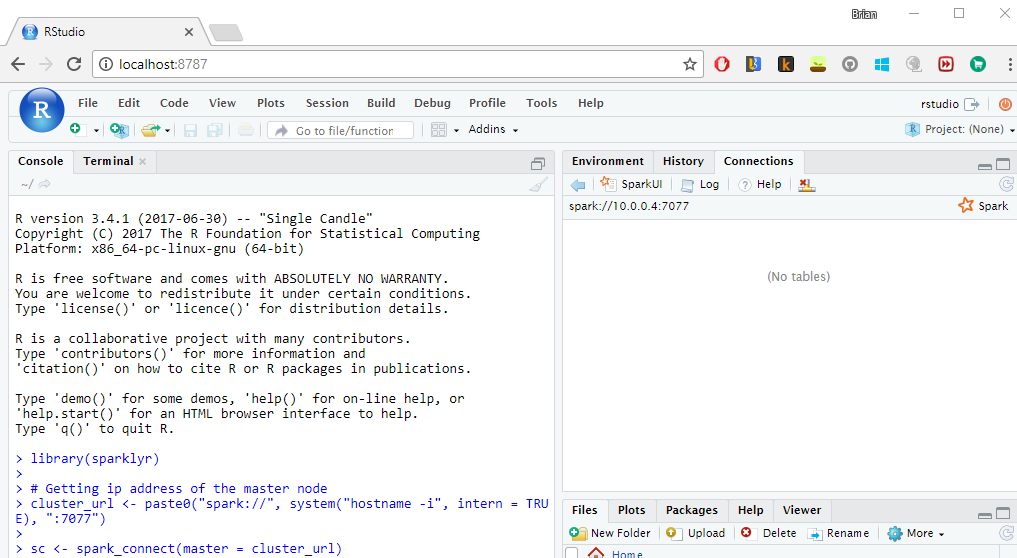 Brian
RStudio
localhost:8787
R
File Edit Code View Plots Session Build Debug Profile Tools Help
rstudio
Go to file/function
Addins
Project: (None)
Console Terminal
~/
R version 3.4.1 (2017-06-30) -- "Single Candle"
Copyright (C) 2017 The R Foundation for Statistical Computing
Platform: x86_64-pc-linux-gnu (64-bit)
R is free software and comes with ABSOLUTELY NO WARRANTY.
You are welcome to redistribute it under certain conditions.
Type 'license()' or 'licence()' for distribution details.
R is a collaborative project with many contributors.
Type 'contributors()' for more information and
'citation()' on how to cite R or R packages in publications.
Type 'demo()' for some demos, 'help()' for on-line help, or
'help.start()' for an HTML browser interface to help.
Type 'q()' to quit R.
> library(sparklyr)
>
> # Getting ip address of the master node
> cluster_url <- paste0("spark://", system("hostname -i", intern = TRU
E), ":7077")
>
> sc <- spark_connect(master = cluster_url)
Environment History Connections
SparkUI Log Help
spark://10.0.0.4:7077 Spark
(No tables)
Files Plots Packages Help Viewer
New Folder Upload Delete Rename More
Home